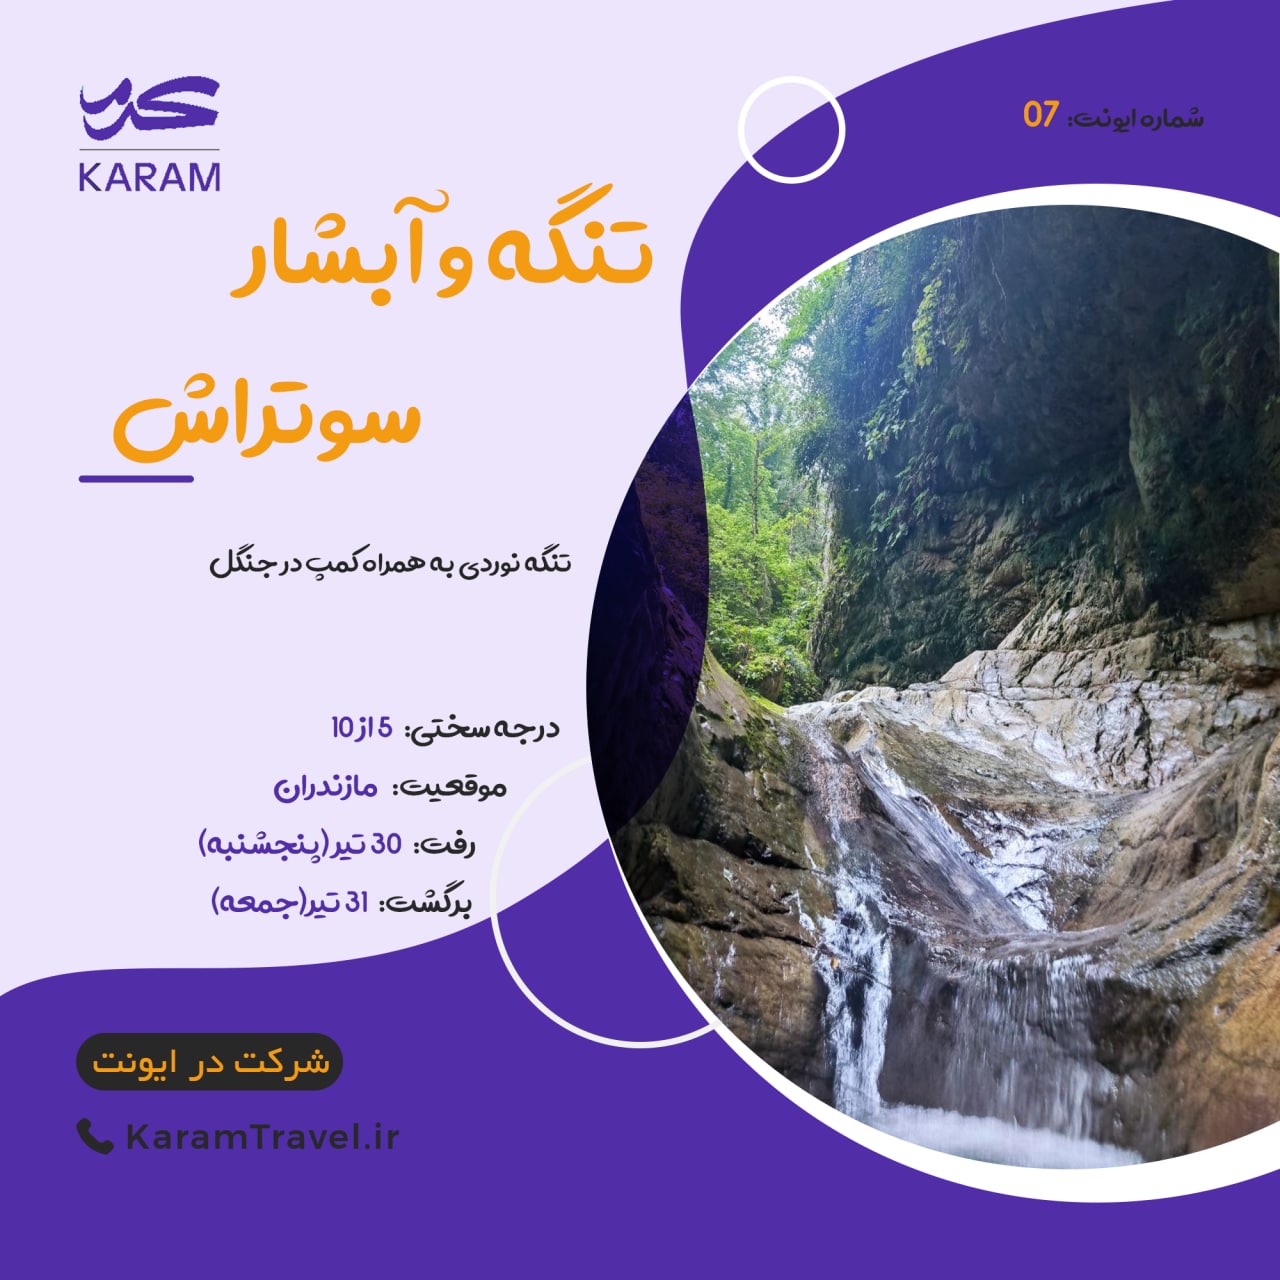 کرم
KARAM
شماره ایونت: 07
تنگه و آبشار
سوتراش
تنگه نوردی به همراه کمپ در جنگل
درجه سختی: 5 از 10
موقعیت: مازندران
رفت: 30 تیر (پنجشنبه)
برگشت: 31 تیر(جمعه)
شرکت در ایونت
KaramTravel.ir